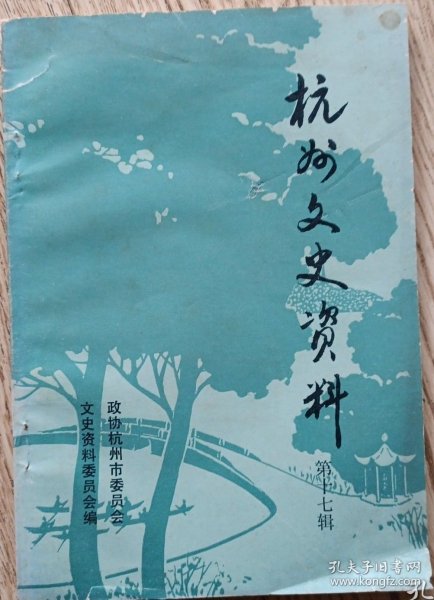 杭州文史资料
第十七辑
政协杭州市委员会
文史资料委员会编
孔夫子旧书网
www.kongfz.com
孔